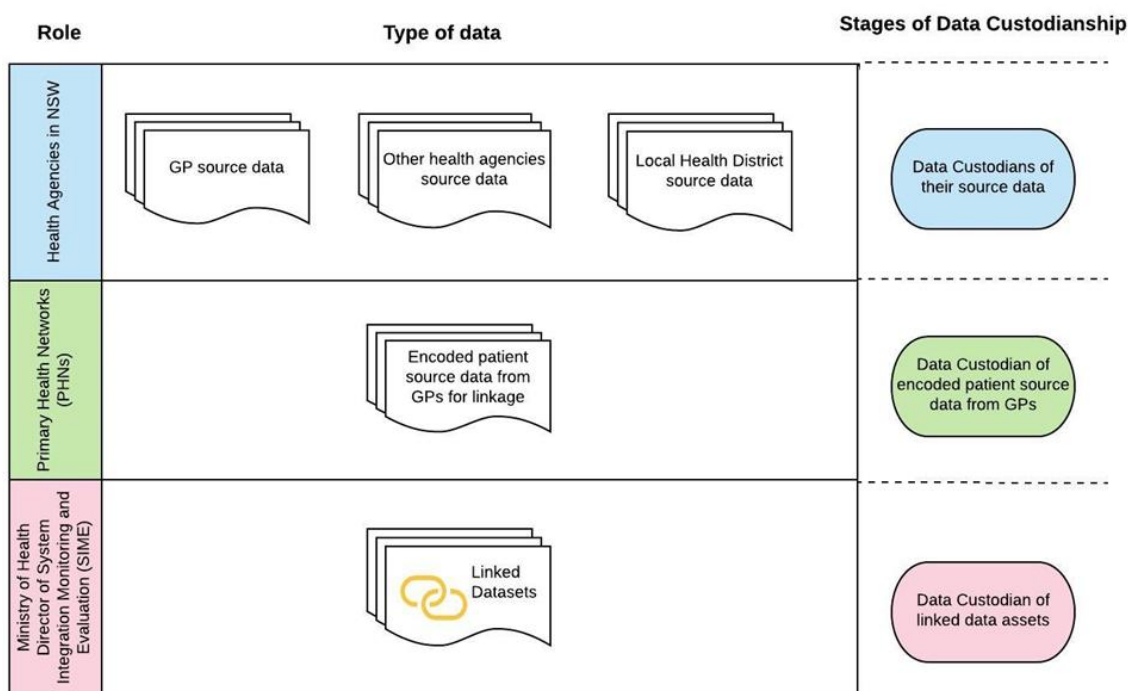 Role
Type of data
Stages of Data Custodianship
Health Agencies in NSW
GP source data
Other health agencies
source data
Local Health District
source data
Data Custodians of
their source data
Primary Health Networks
(PHNs)
Encoded patient
source data from
GPs for linkage
Data Custodian of
encoded patient source
data from GPs
Ministry of Health
Director of System
Integration Monitoring and
Evaluation (SIME)
Linked
Datasets
Data Custodian of
linked data assets